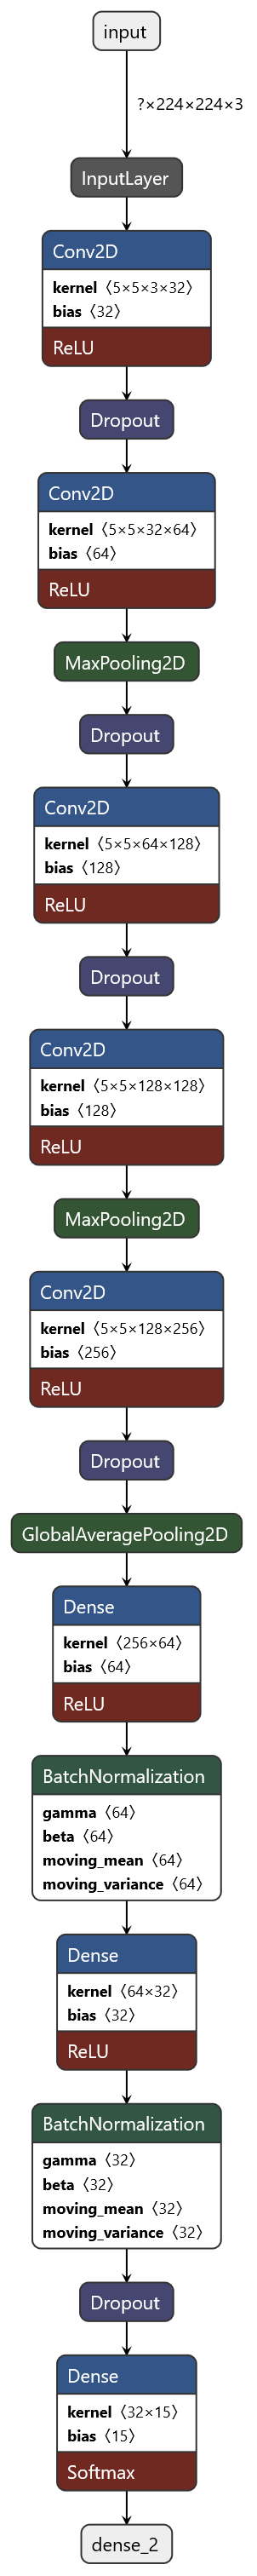 input
?×224×224×3
InputLayer
Conv2D
kernel〈5×5×3×32〉
bias〈32〉
ReLU
Dropout
Conv2D
kernel〈5×5×32×64〉
bias〈64〉
ReLU
MaxPooling2D
Dropout
Conv2D
kernel〈5×5×64×128〉
bias〈128〉
ReLU
Dropout
Conv2D
kernel〈5×5×128×128〉
bias〈128〉
ReLU
MaxPooling2D
Conv2D
kernel〈5×5×128×256〉
bias〈256〉
ReLU
Dropout
GlobalAveragePooling2D
Dense
kernel〈256×64〉
bias〈64〉
ReLU
BatchNormalization
gamma〈64〉
beta〈64〉
moving_mean〈64〉
moving_variance〈64〉
Dense
kernel〈64×32〉
bias〈32〉
ReLU
BatchNormalization
gamma〈32〉
beta〈32〉
moving_mean〈32〉
moving_variance〈32〉
Dropout
Dense
kernel〈32×15〉
bias〈15〉
Softmax
dense_2